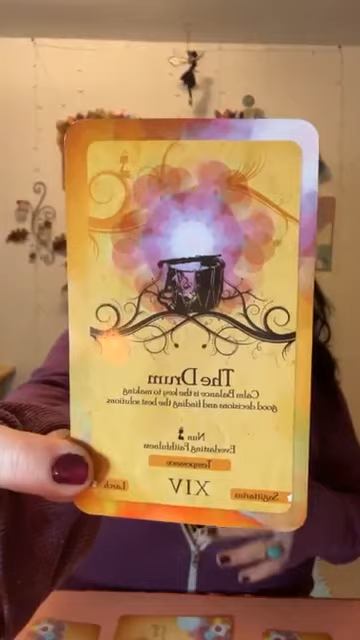 The Drum
Calm Balance is the key to making
good decisions and finding the best solutions.
Nun
Everlasting Faithfulness
Temperance
XIV
Sagittarius
Larch